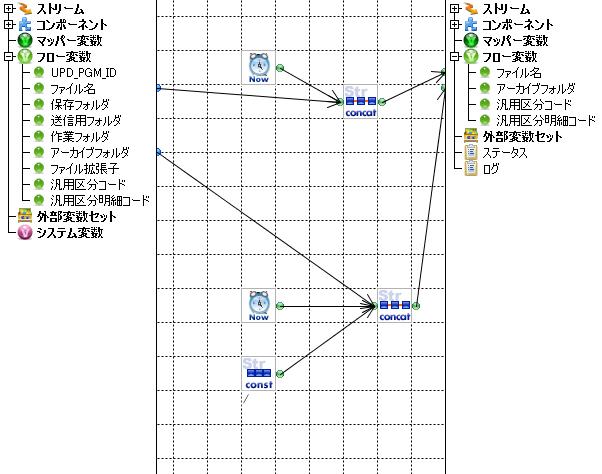 ストリーム
コンポーネント
マッパー変数
フロー変数
UPD_PGM_ID
ファイル名
保存フォルダ
送信用フォルダ
作業フォルダ
アーカイブフォルダ
ファイル拡張子
汎用区分コード
汎用区分明細コード
外部変数セット
システム変数
Now
Str
concat
Now
Str
concat
Str
const
/
ストリーム
コンポーネント
マッパー変数
フロー変数
ファイル名
アーカイブフォルダ
汎用区分コード
汎用区分明細コード
外部変数セット
ステータス
ログ